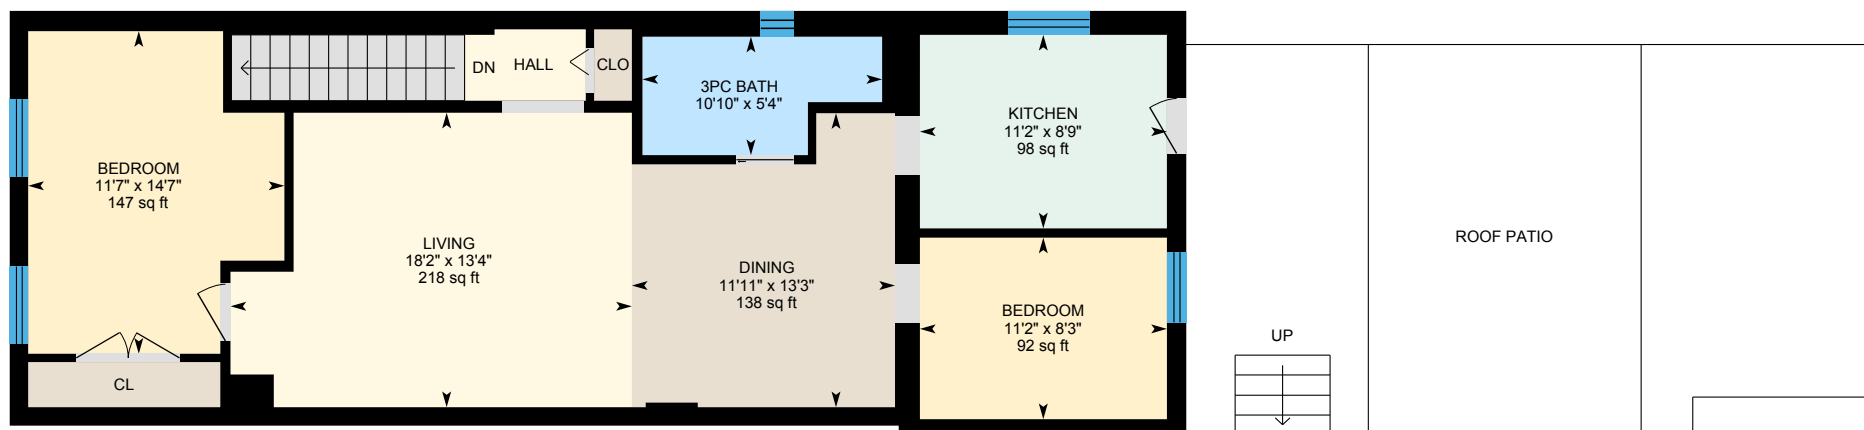 BEDROOM
11'7" x 14'7"
147 sq ft
CL
DN
HALL
CLO
LIVING
18'2" x 13'4"
218 sq ft
3PC BATH
10'10" x 5'4"
DINING
11'11" x 13'3"
138 sq ft
KITCHEN
11'2" x 8'9"
98 sq ft
BEDROOM
11'2" x 8'3"
92 sq ft
UP
ROOF PATIO